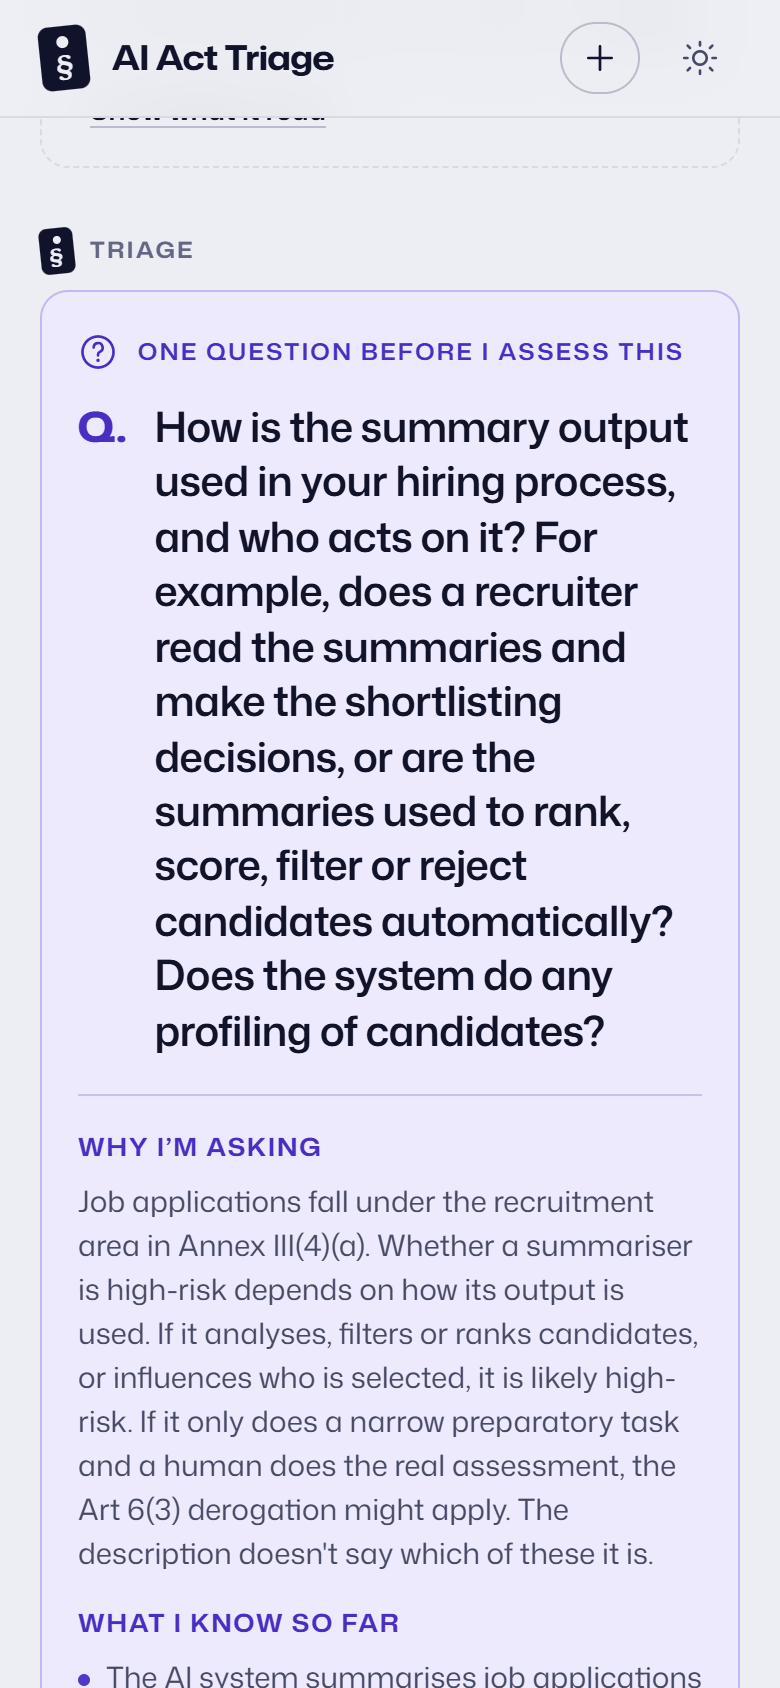 §
AI Act Triage
Show what it read
§
TRIAGE
ONE QUESTION BEFORE I ASSESS THIS
Q.
How is the summary output
used in your hiring process,
and who acts on it? For
example, does a recruiter
read the summaries and
make the shortlisting
decisions, or are the
summaries used to rank,
score, filter or reject
candidates automatically?
Does the system do any
profiling of candidates?
WHY I’M ASKING
Job applications fall under the recruitment
area in Annex III(4)(a). Whether a summariser
is high-risk depends on how its output is
used. If it analyses, filters or ranks candidates,
or influences who is selected, it is likely high-
risk. If it only does a narrow preparatory task
and a human does the real assessment, the
Art 6(3) derogation might apply. The
description doesn't say which of these it is.
WHAT I KNOW SO FAR
The AI system summarises job applications